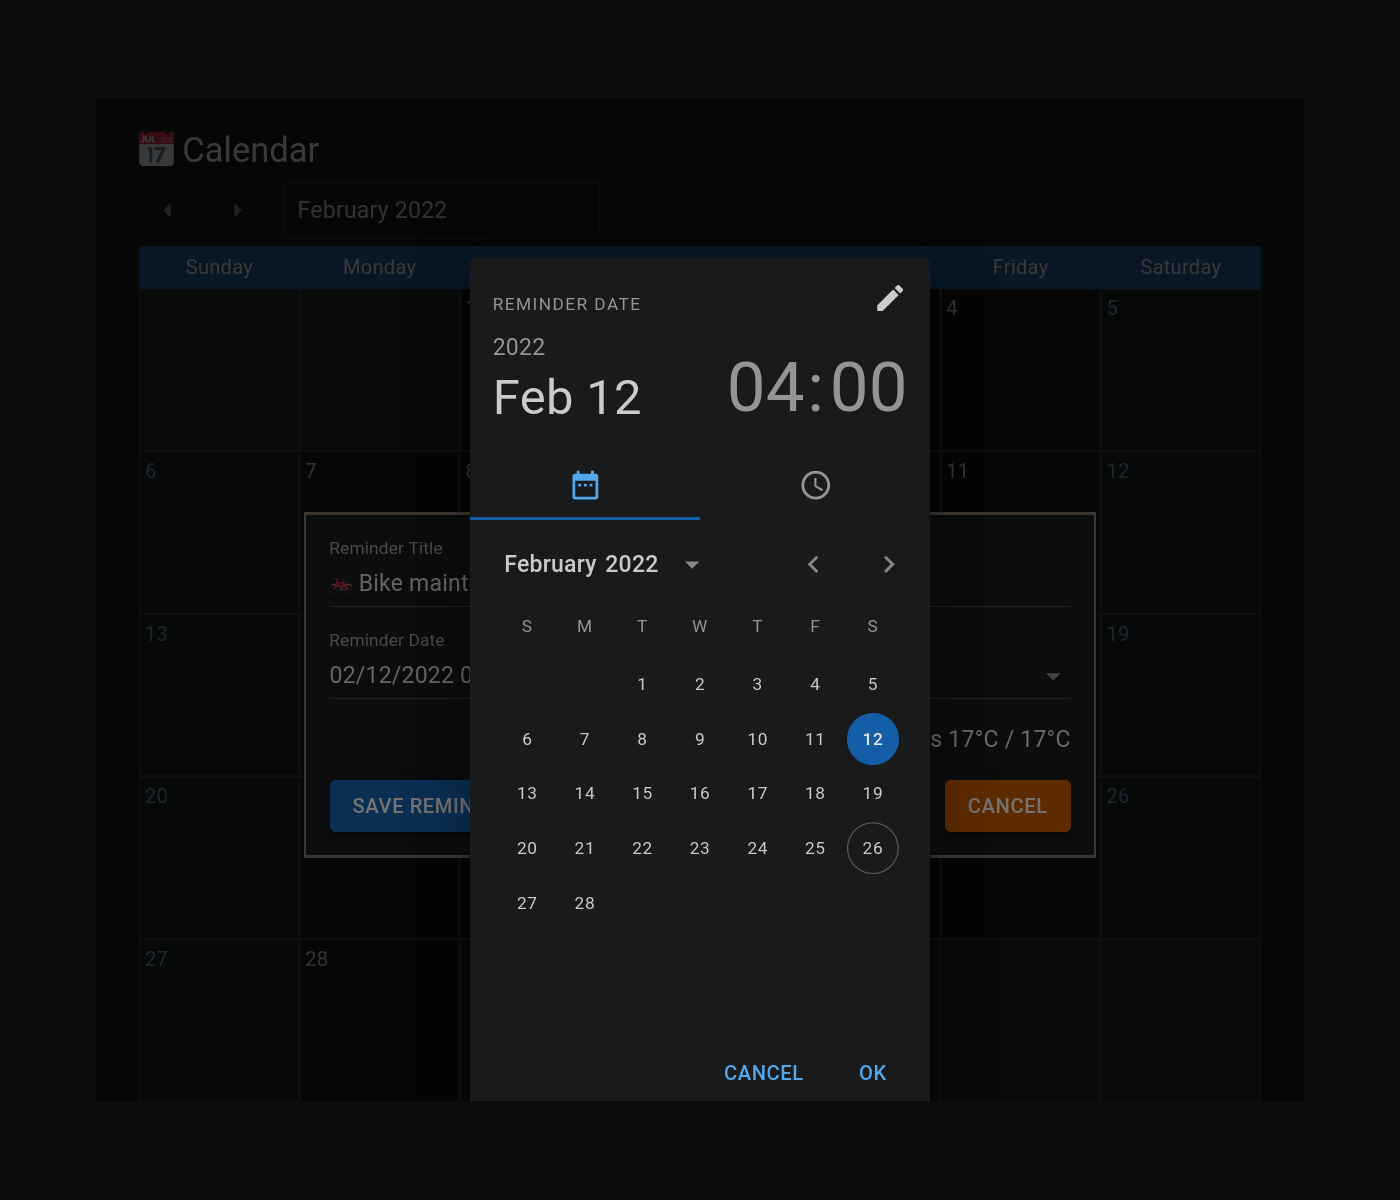 JUL
17
Calendar
February 2022
Sunday Monday Friday Saturday
REMINDER DATE
2022
Feb 12 04:00
4 5
6 7 11 12
Reminder Title
Bike maint
Reminder Date
02/12/2022 0
s 17°C / 17°C
SAVE REMIN
CANCEL
13 19
20 26
27 28
February 2022
S M T W T F S
1 2 3 4 5
6 7 8 9 10 11 12
13 14 15 16 17 18 19
20 21 22 23 24 25 26
27 28
CANCEL OK